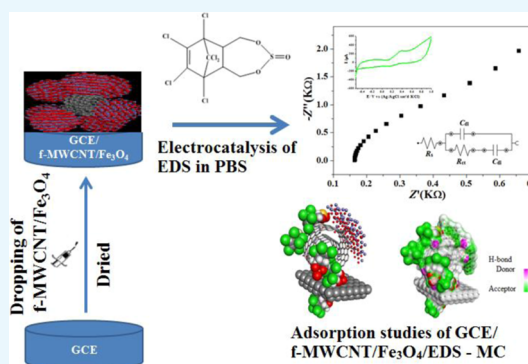 Cl
Cl
Cl
CCl2
Cl
O
S=O
O
GCE/
f-MWCNT/Fe3O4
Electrocatalysis of
EDS in PBS
Dropping of
f-MWCNT/Fe3O4
Dried
GCE
-Z''(KΩ)
2.0
1.5
1.0
0.5
0.0
0.1 0.2 0.3 0.4 0.5 0.6
Z'(KΩ)
Rs
Rct
H-bond
Donor
Acceptor
Adsorption studies of GCE/
f-MWCNT/Fe3O4/EDS - MC